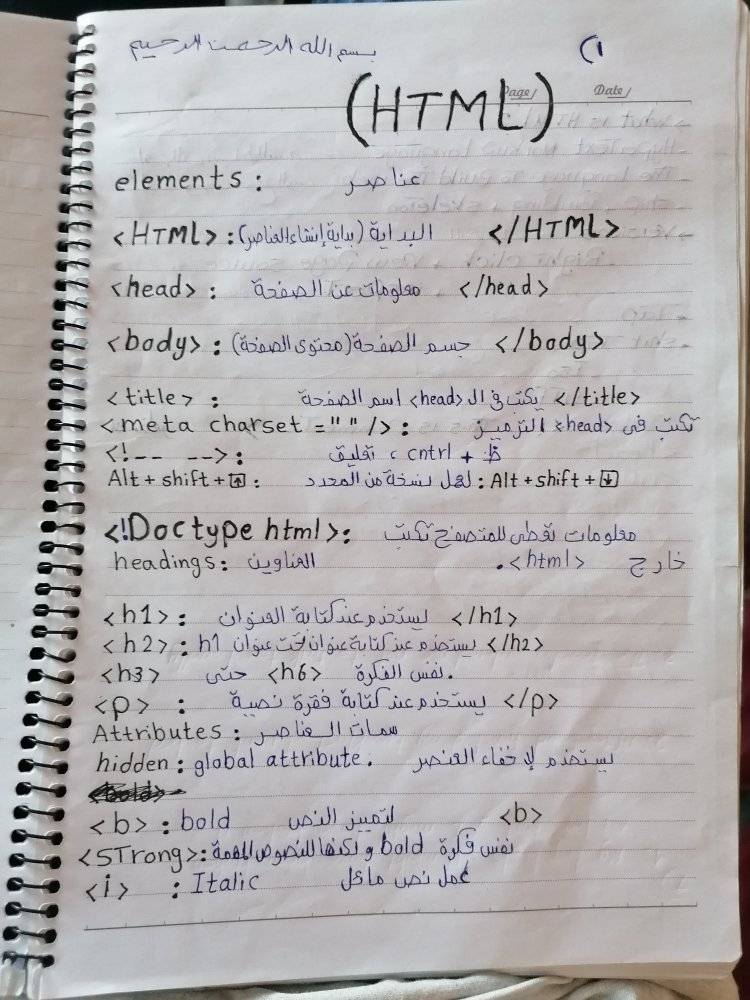 بسم الله الرحمن الرحيم
(1
Page/ Date/
(HTML)
elements : عناصر
<HTML> : البداية (بداية إنشاء العناصر) </HTML>
<head> : معلومات عن الصفحة </head>
<body> : جسم الصفحة (محتوى الصفحة) </body>
<title> : يكتب في ال <head> اسم الصفحة </title>
<meta charset = " " /> : تكتب في <head> الترميز
<!-- --> : تعليق ، cntrl + ظ
Alt + shift + ↑ : لعمل نسخة من المحدد : Alt + shift + ↓
<!Doctype html> : معلومات تعطى للمتصفح تكتب
headings : العناوين خارج <html>.
<h1> : يستخدم عند كتابة العنوان </h1>
<h2> : يستخدم عند كتابة عنوان تحت عنوان h1 </h2>
<h3> حتى <h6> نفس الفكرة.
<p> : يستخدم عند كتابة فقرة نصية </p>
Attributes : سمات العناصر
hidden : global attribute . يستخدم لإخفاء العنصر
<b> : bold لتمييز النص <b>
<STrong> : نفس فكرة bold ولكنها للنصوص المهمة
<i> : Italic عمل نص مائل